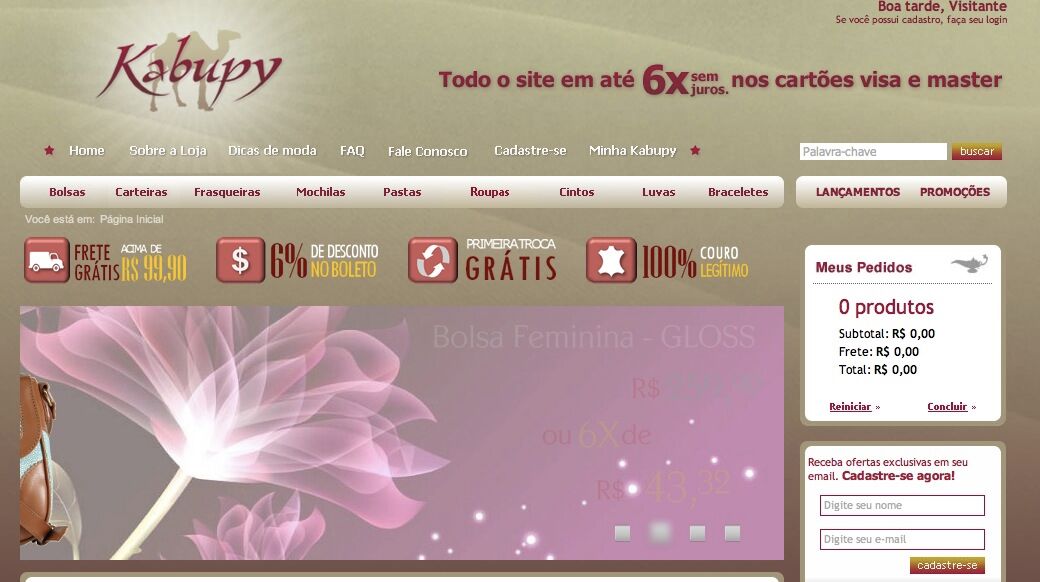 Boa tarde, Visitante
Se você possui cadastro, faça seu login
Kabupy
Todo o site em até 6x sem juros. nos cartões visa e master
Home Sobre a Loja Dicas de moda FAQ Fale Conosco Cadastre-se Minha Kabupy
Palavra-chave buscar
Bolsas Carteiras Frasqueiras Mochilas Pastas Roupas Cintos Luvas Braceletes
LANÇAMENTOS PROMOÇÕES
Você está em: Página Inicial
FRETE GRÁTIS ACIMA DE R$ 99,90
$ 6% DE DESCONTO NO BOLETO
PRIMEIRA TROCA GRÁTIS
100% COURO LEGÍTIMO
Bolsa Feminina - GLOSS
R$
ou 6X de
R$ 43,32
Meus Pedidos
0 produtos
Subtotal: R$ 0,00
Frete: R$ 0,00
Total: R$ 0,00
Reiniciar » Concluir »
Receba ofertas exclusivas em seu
email. Cadastre-se agora!
Digite seu nome
Digite seu e-mail
cadastre-se